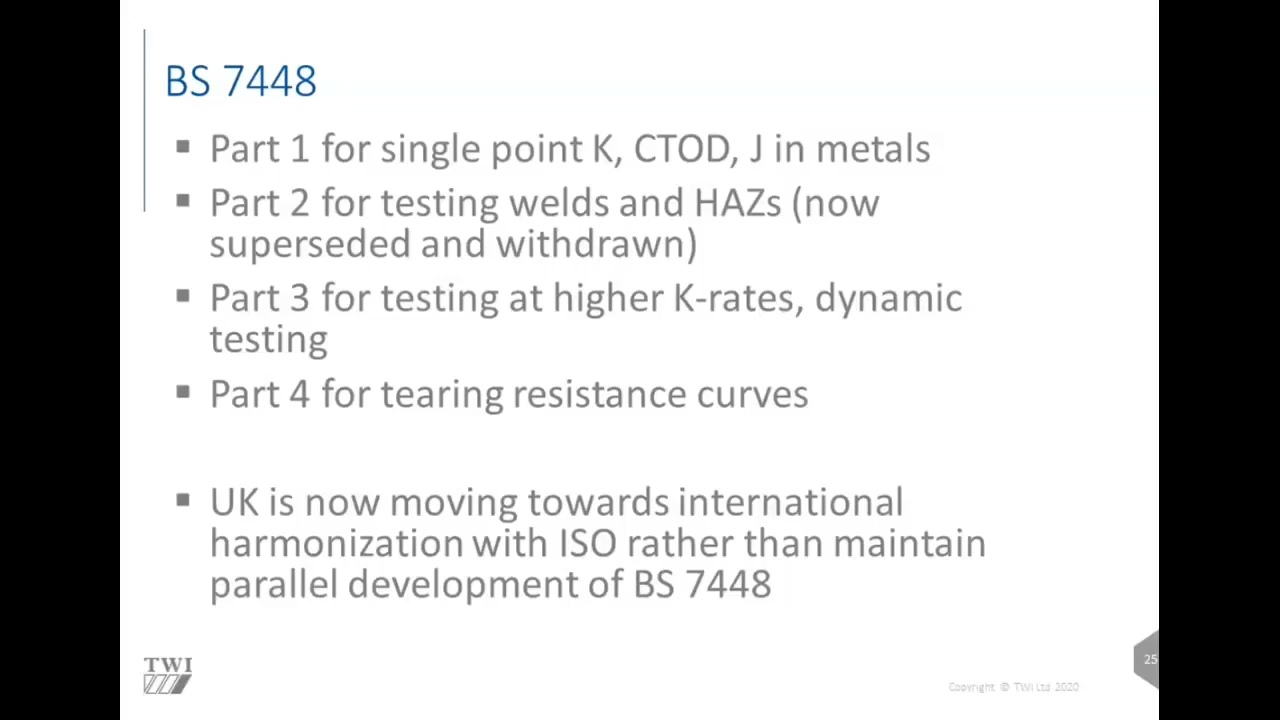 BS 7448
▪ Part 1 for single point K, CTOD, J in metals
▪ Part 2 for testing welds and HAZs (now
superseded and withdrawn)
▪ Part 3 for testing at higher K-rates, dynamic
testing
▪ Part 4 for tearing resistance curves
▪ UK is now moving towards international
harmonization with ISO rather than maintain
parallel development of BS 7448
TWI
Copyright © TWI Ltd 2020
25